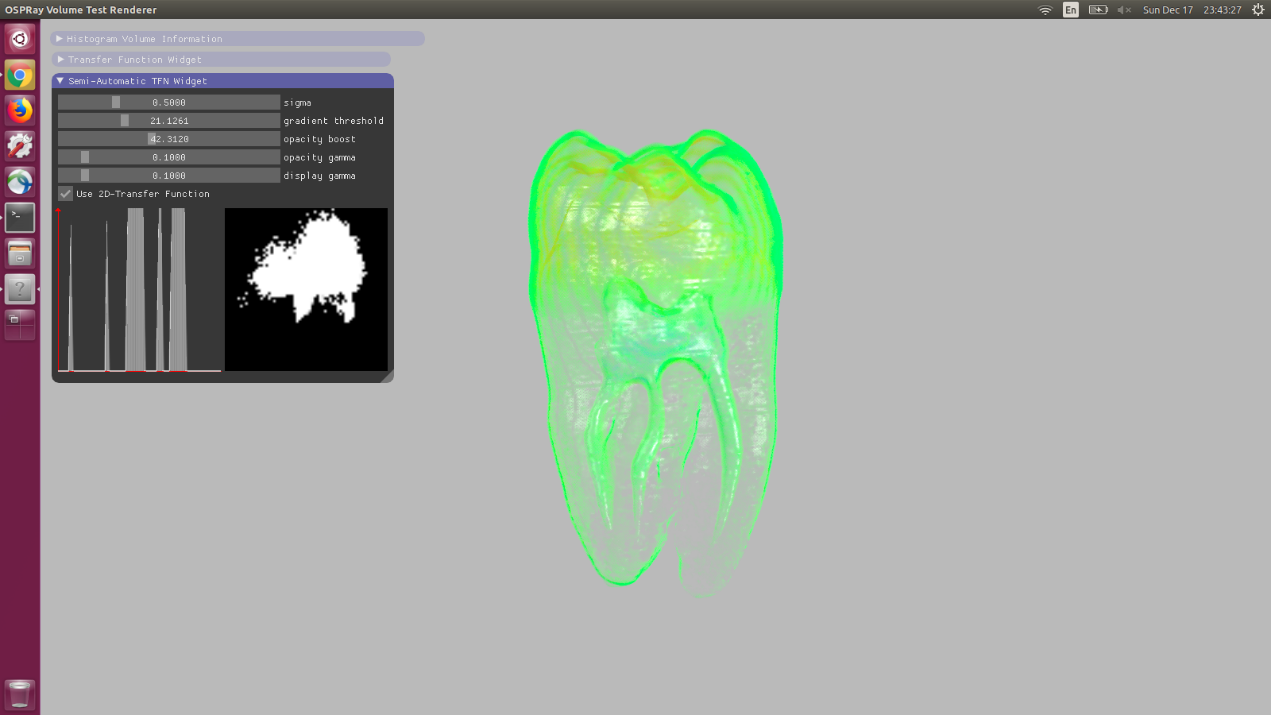 OSPRay Volume Test Renderer
En
Sun Dec 17
23:43:27
Histogram Volume Information
Transfer Function Widget
Semi-Automatic TFN Widget
0.5000 sigma
21.1261 gradient threshold
42.3120 opacity boost
0.1000 opacity gamma
0.1000 display gamma
Use 2D-Transfer Function